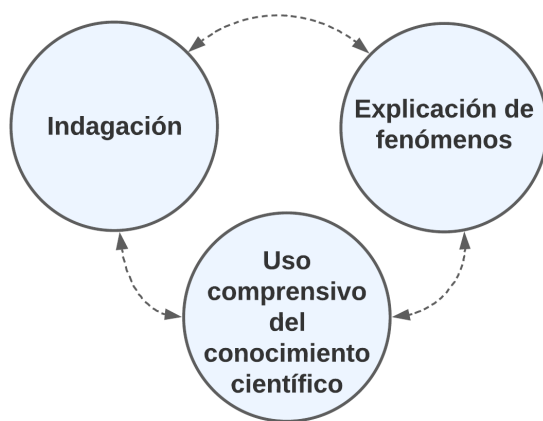 Indagación
Explicación de
fenómenos
Uso
comprensivo
del
conocimiento
científico